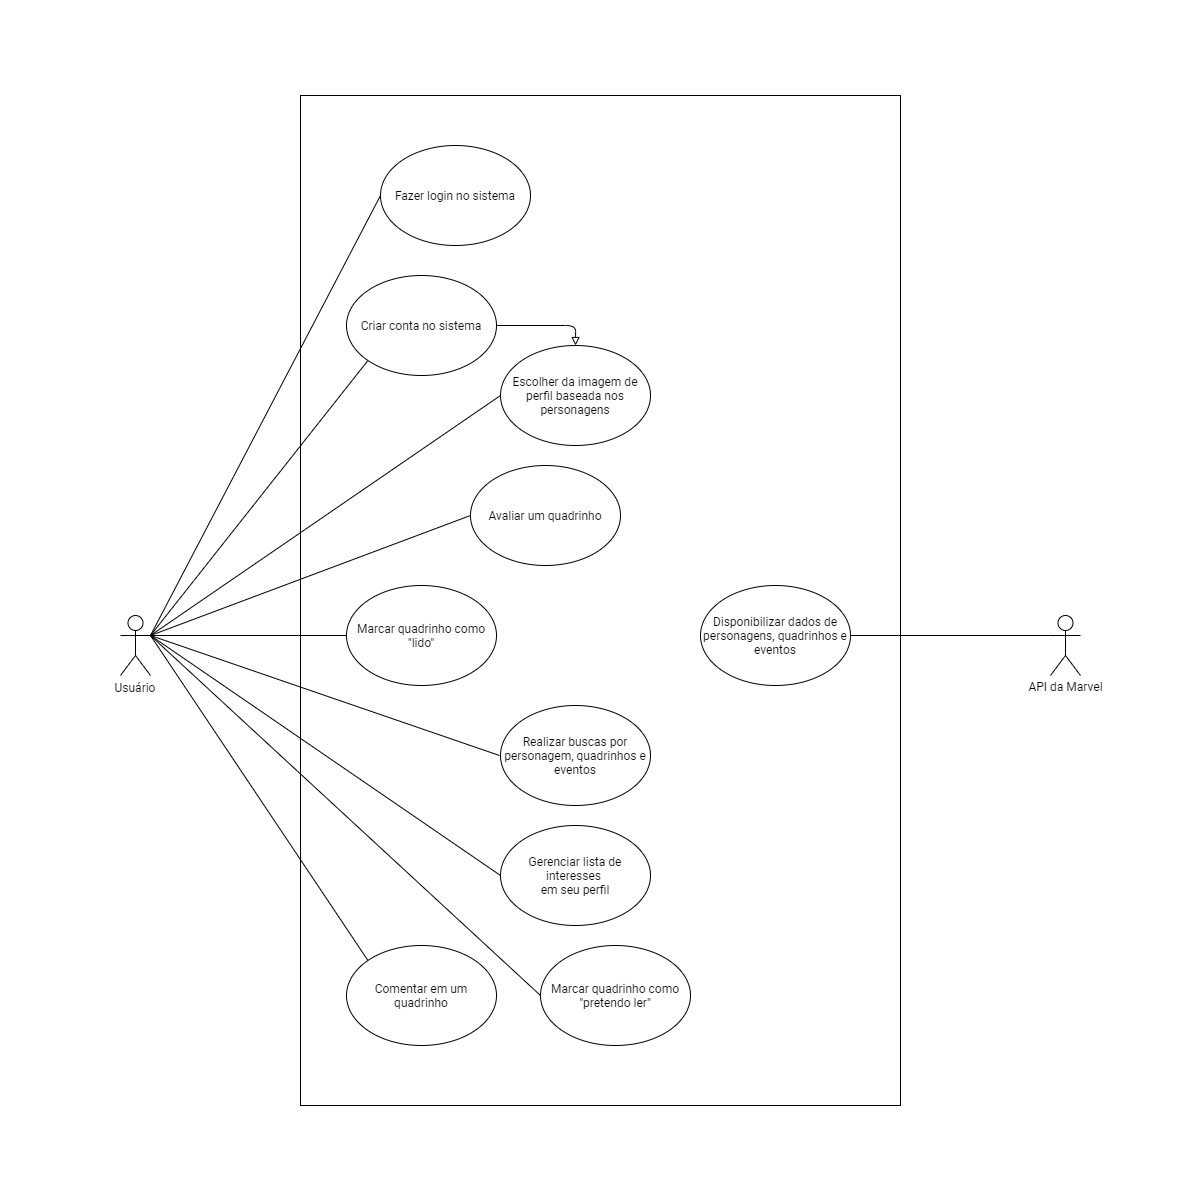 Fazer login no sistema
Criar conta no sistema
Escolher da imagem de
perfil baseada nos
personagens
Avaliar um quadrinho
Marcar quadrinho como
"lido"
Disponibilizar dados de
personagens, quadrinhos e
eventos
Usuário
API da Marvel
Realizar buscas por
personagem, quadrinhos e
eventos
Gerenciar lista de
interesses
em seu perfil
Comentar em um
quadrinho
Marcar quadrinho como
"pretendo ler"